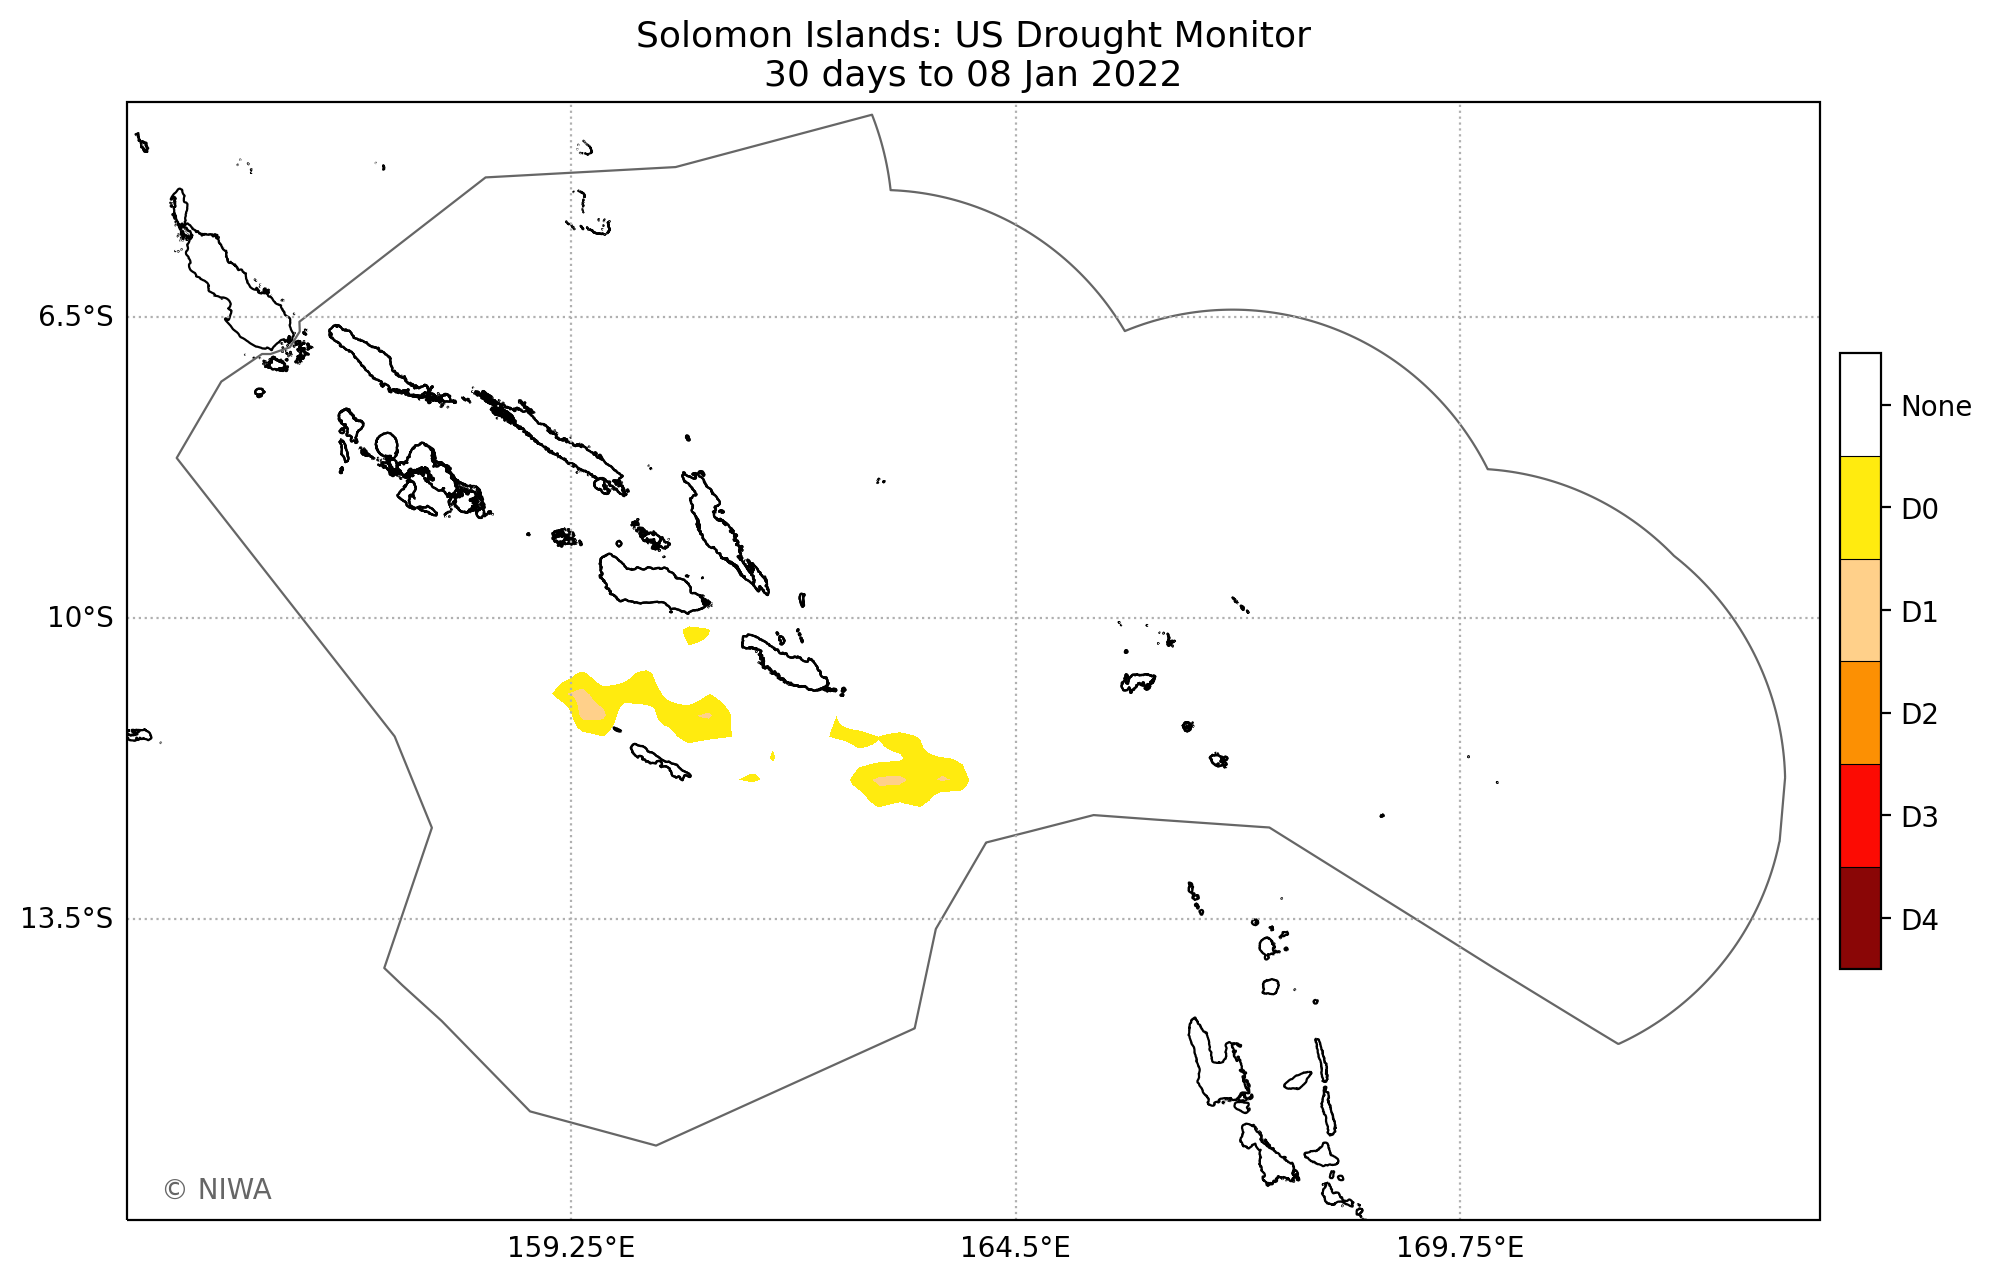 Solomon Islands: US Drought Monitor
30 days to 08 Jan 2022
6.5°S
10°S
13.5°S
159.25°E
164.5°E
169.75°E
None
D0
D1
D2
D3
D4
© NIWA